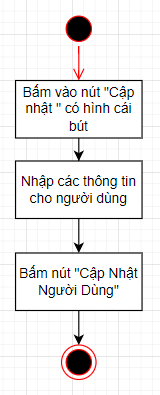 Bấm vào nút "Cập
nhật " có hình cái
bút
Nhập các thông tin
cho người dùng
Bấm nút "Cập Nhật
Người Dùng"